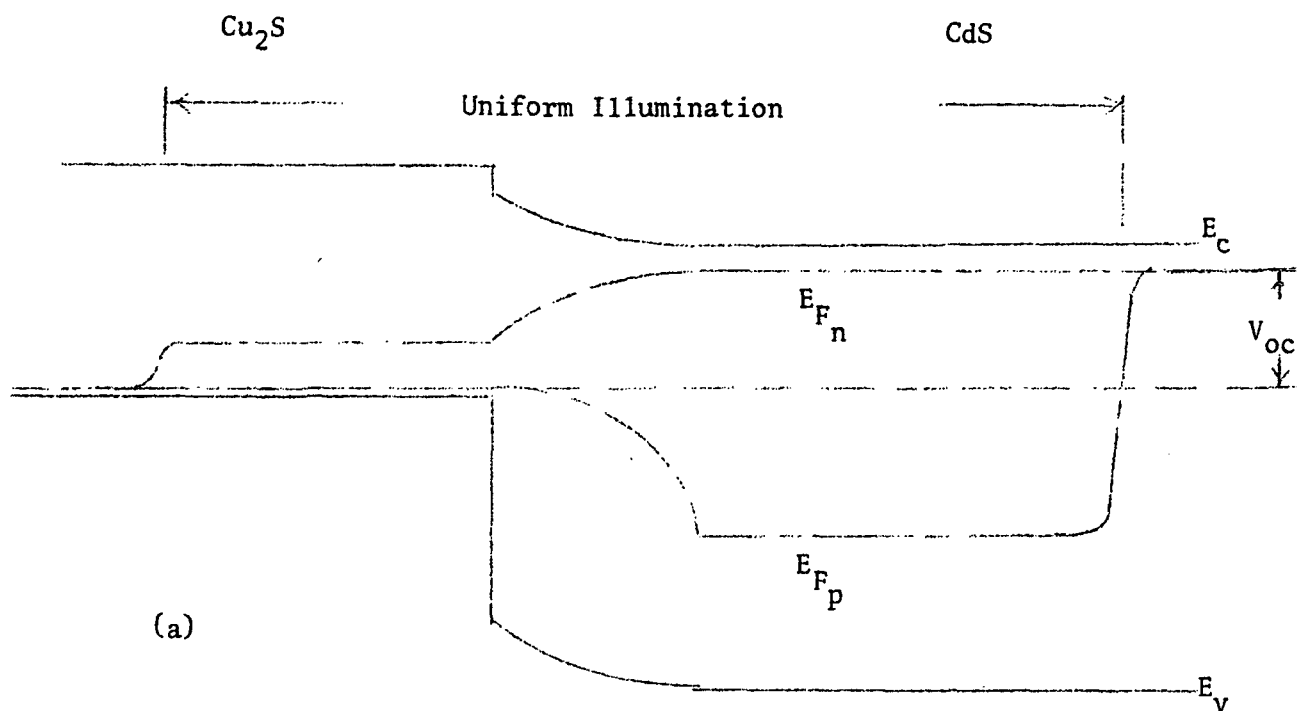 Cu2S
CdS
Uniform Illumination
Ec
EFn
Voc
EFp
(a)
Ev